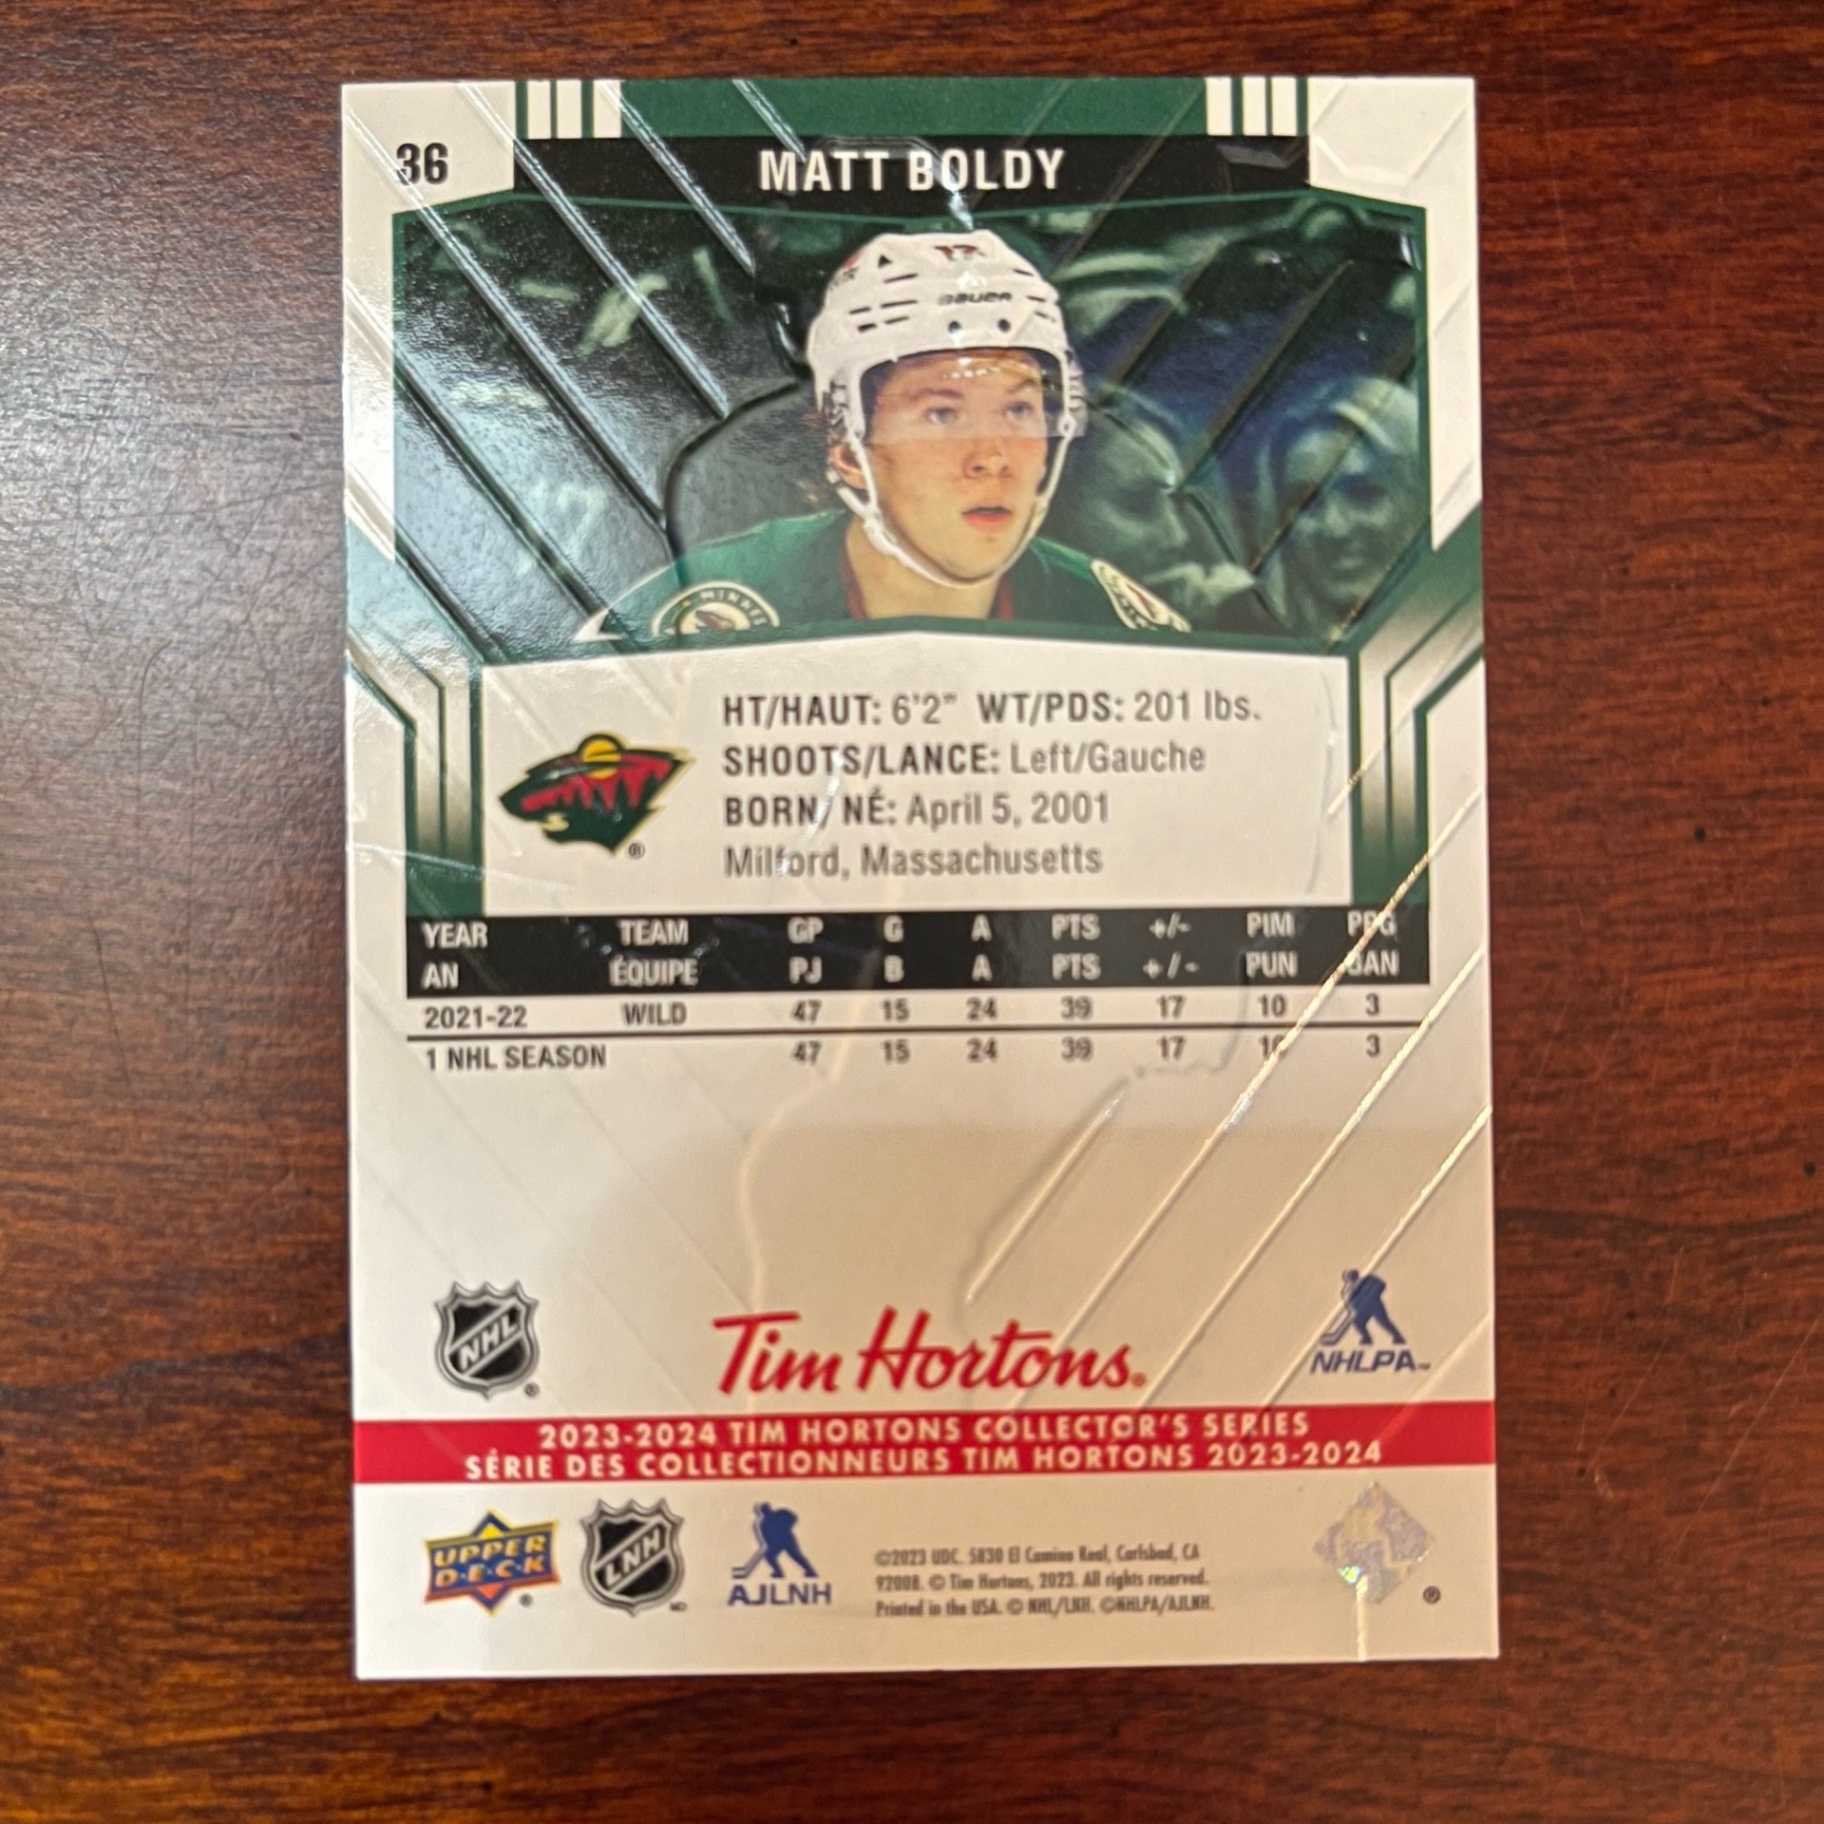 36
MATT BOLDY
17
BAUER
HT/HAUT: 6'2" WT/PDS: 201 lbs.
SHOOTS/LANCE: Left/Gauche
BORN/ NÉ: April 5, 2001
Milford, Massachusetts
YEAR TEAM GP G A PTS +/- PIM PPG
AN ÉQUIPE PJ B A PTS +/- PUN BAN
2021-22 WILD 47 15 24 39 17 10 3
1 NHL SEASON 47 15 24 39 17 10 3
NHL
Tim Hortons
NHLPA™
2023-2024 TIM HORTONS COLLECTOR'S SERIES
SÉRIE DES COLLECTIONNEURS TIM HORTONS 2023-2024
UPPER
DECK
LNH
AJLNH
©2023 UDC. 5830 El Camino Real, Carlsbad, CA
92008. © Tim Hortons, 2023. All rights reserved.
Printed in the USA. © NHL/LNH. ©NHLPA/AJLNH.